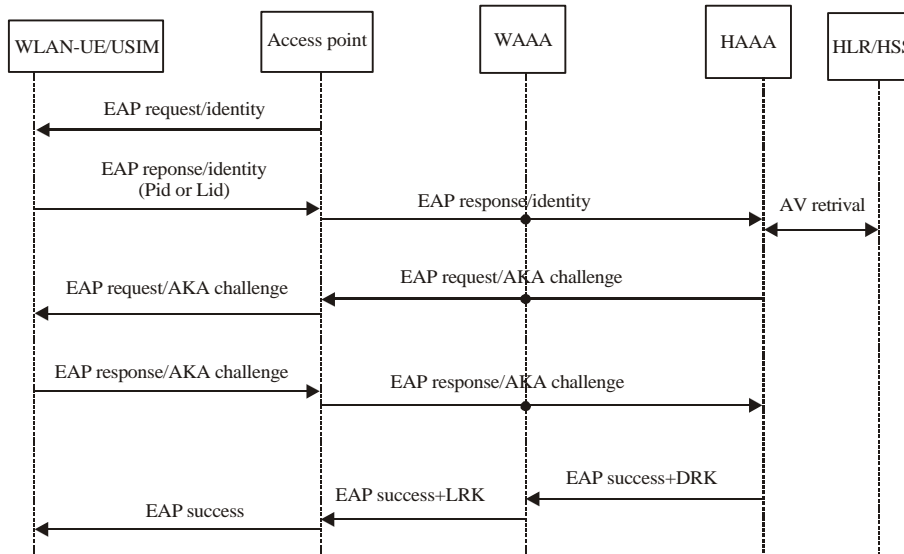 WLAN-UE/USIM
Access point
WAAA
HAAA
HLR/HSS
EAP request/identity
EAP reponse/identity
(Pid or Lid)
EAP response/identity
AV retrival
EAP request/AKA challenge
EAP request/AKA challenge
EAP response/AKA challenge
EAP response/AKA challenge
EAP success+DRK
EAP success+LRK
EAP success